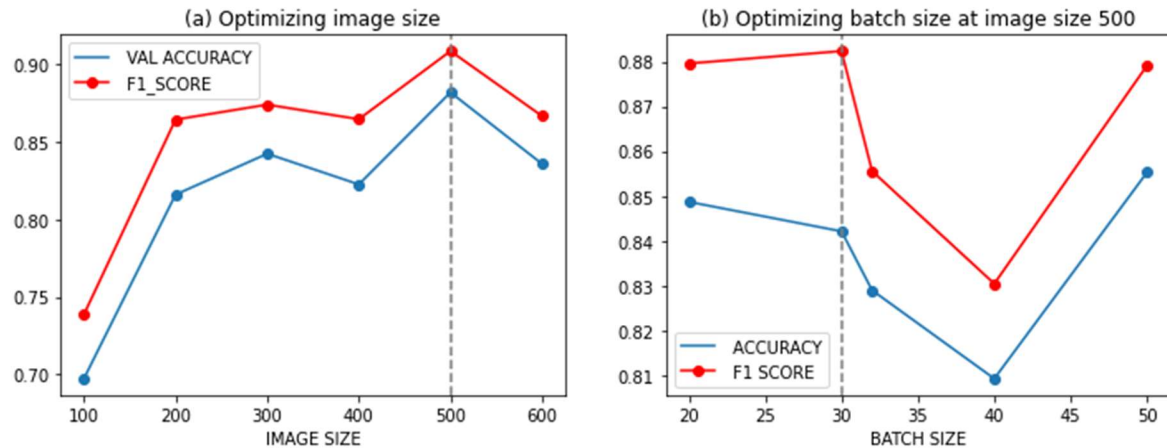 (a) Optimizing image size
VAL ACCURACY
F1_SCORE
0.90
0.85
0.80
0.75
0.70
100 200 300 400 500 600
IMAGE SIZE
(b) Optimizing batch size at image size 500
0.88
0.87
0.86
0.85
0.84
0.83
0.82
0.81
ACCURACY
F1 SCORE
20 25 30 35 40 45 50
BATCH SIZE